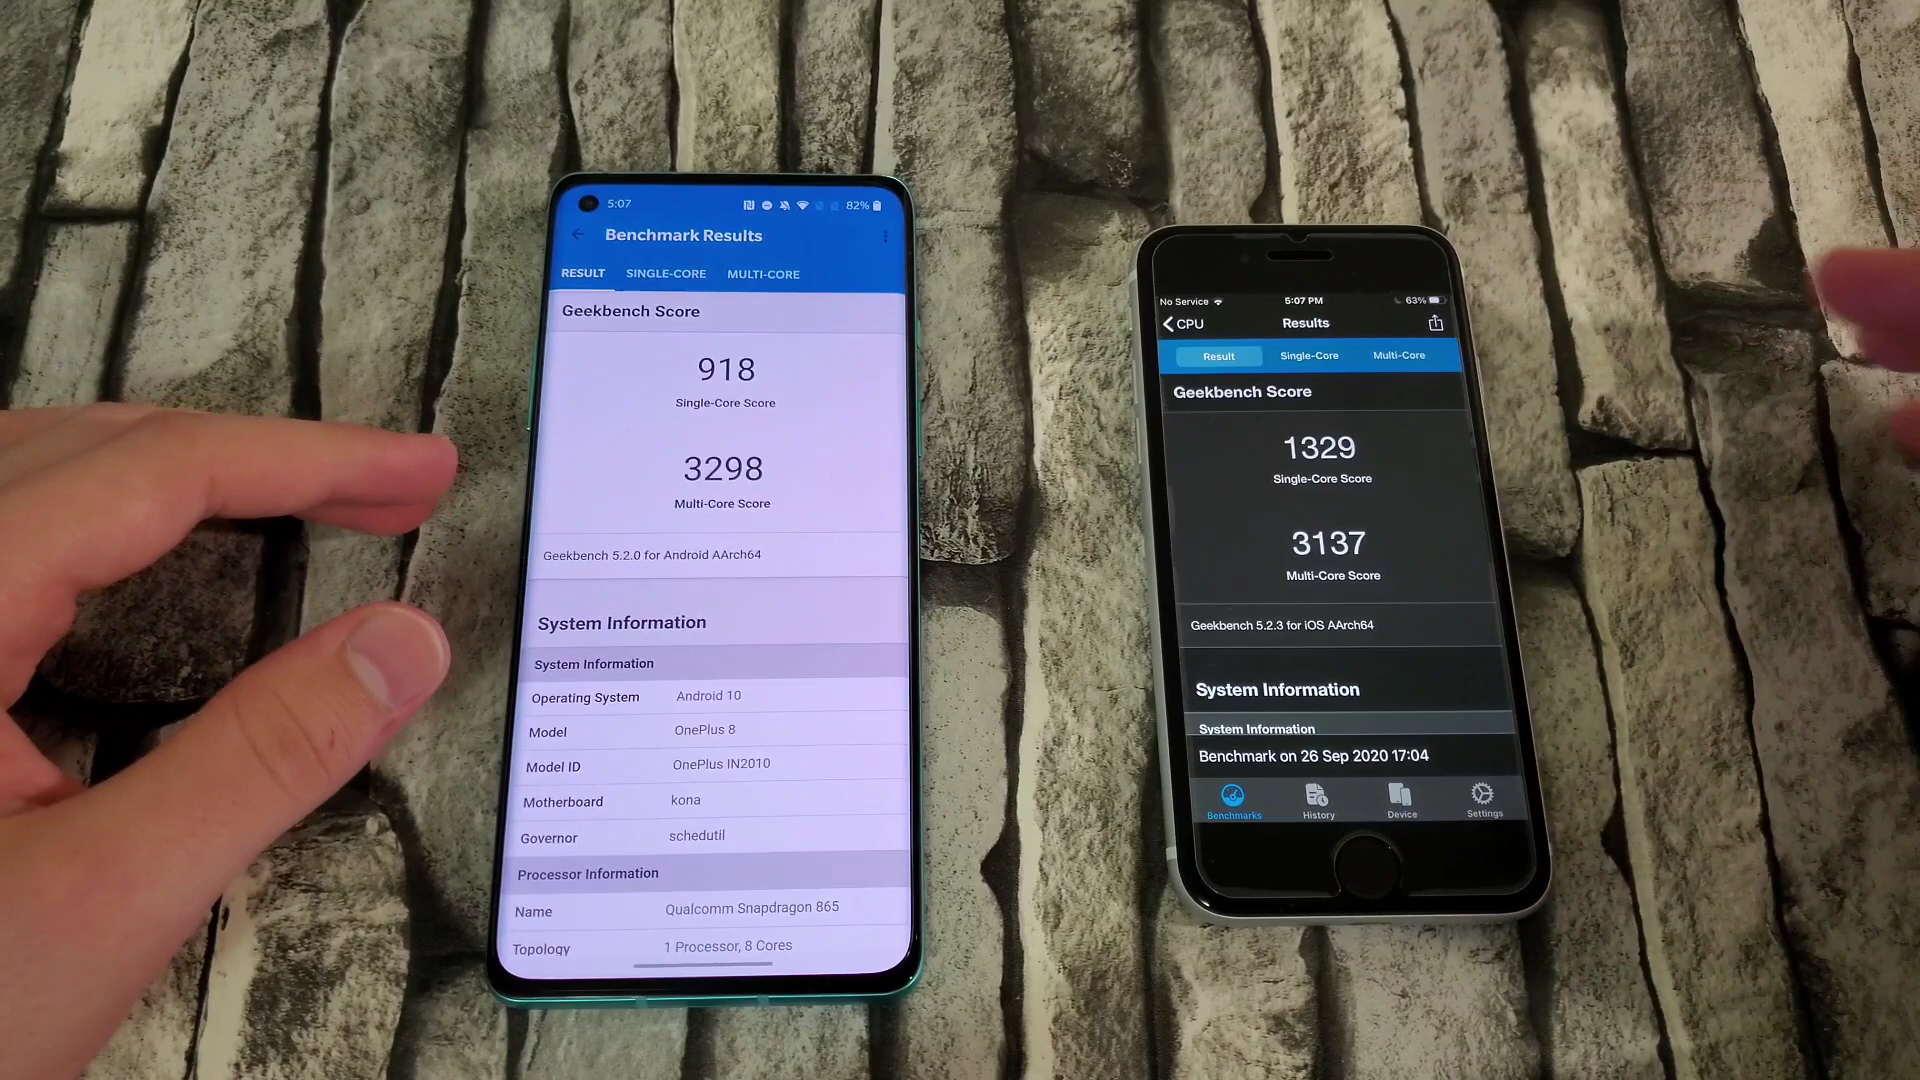 5:07
82%
Benchmark Results
RESULT SINGLE-CORE MULTI-CORE
Geekbench Score
918
Single-Core Score
3298
Multi-Core Score
Geekbench 5.2.0 for Android AArch64
System Information
System Information
Operating System Android 10
Model OnePlus 8
Model ID OnePlus IN2010
Motherboard kona
Governor schedutil
Processor Information
Name Qualcomm Snapdragon 865
Topology 1 Processor, 8 Cores
No Service 5:07 PM 63%
CPU Results
Result Single-Core Multi-Core
Geekbench Score
1329
Single-Core Score
3137
Multi-Core Score
Geekbench 5.2.3 for iOS AArch64
System Information
System Information
Benchmark on 26 Sep 2020 17:04
Benchmarks History Device Settings